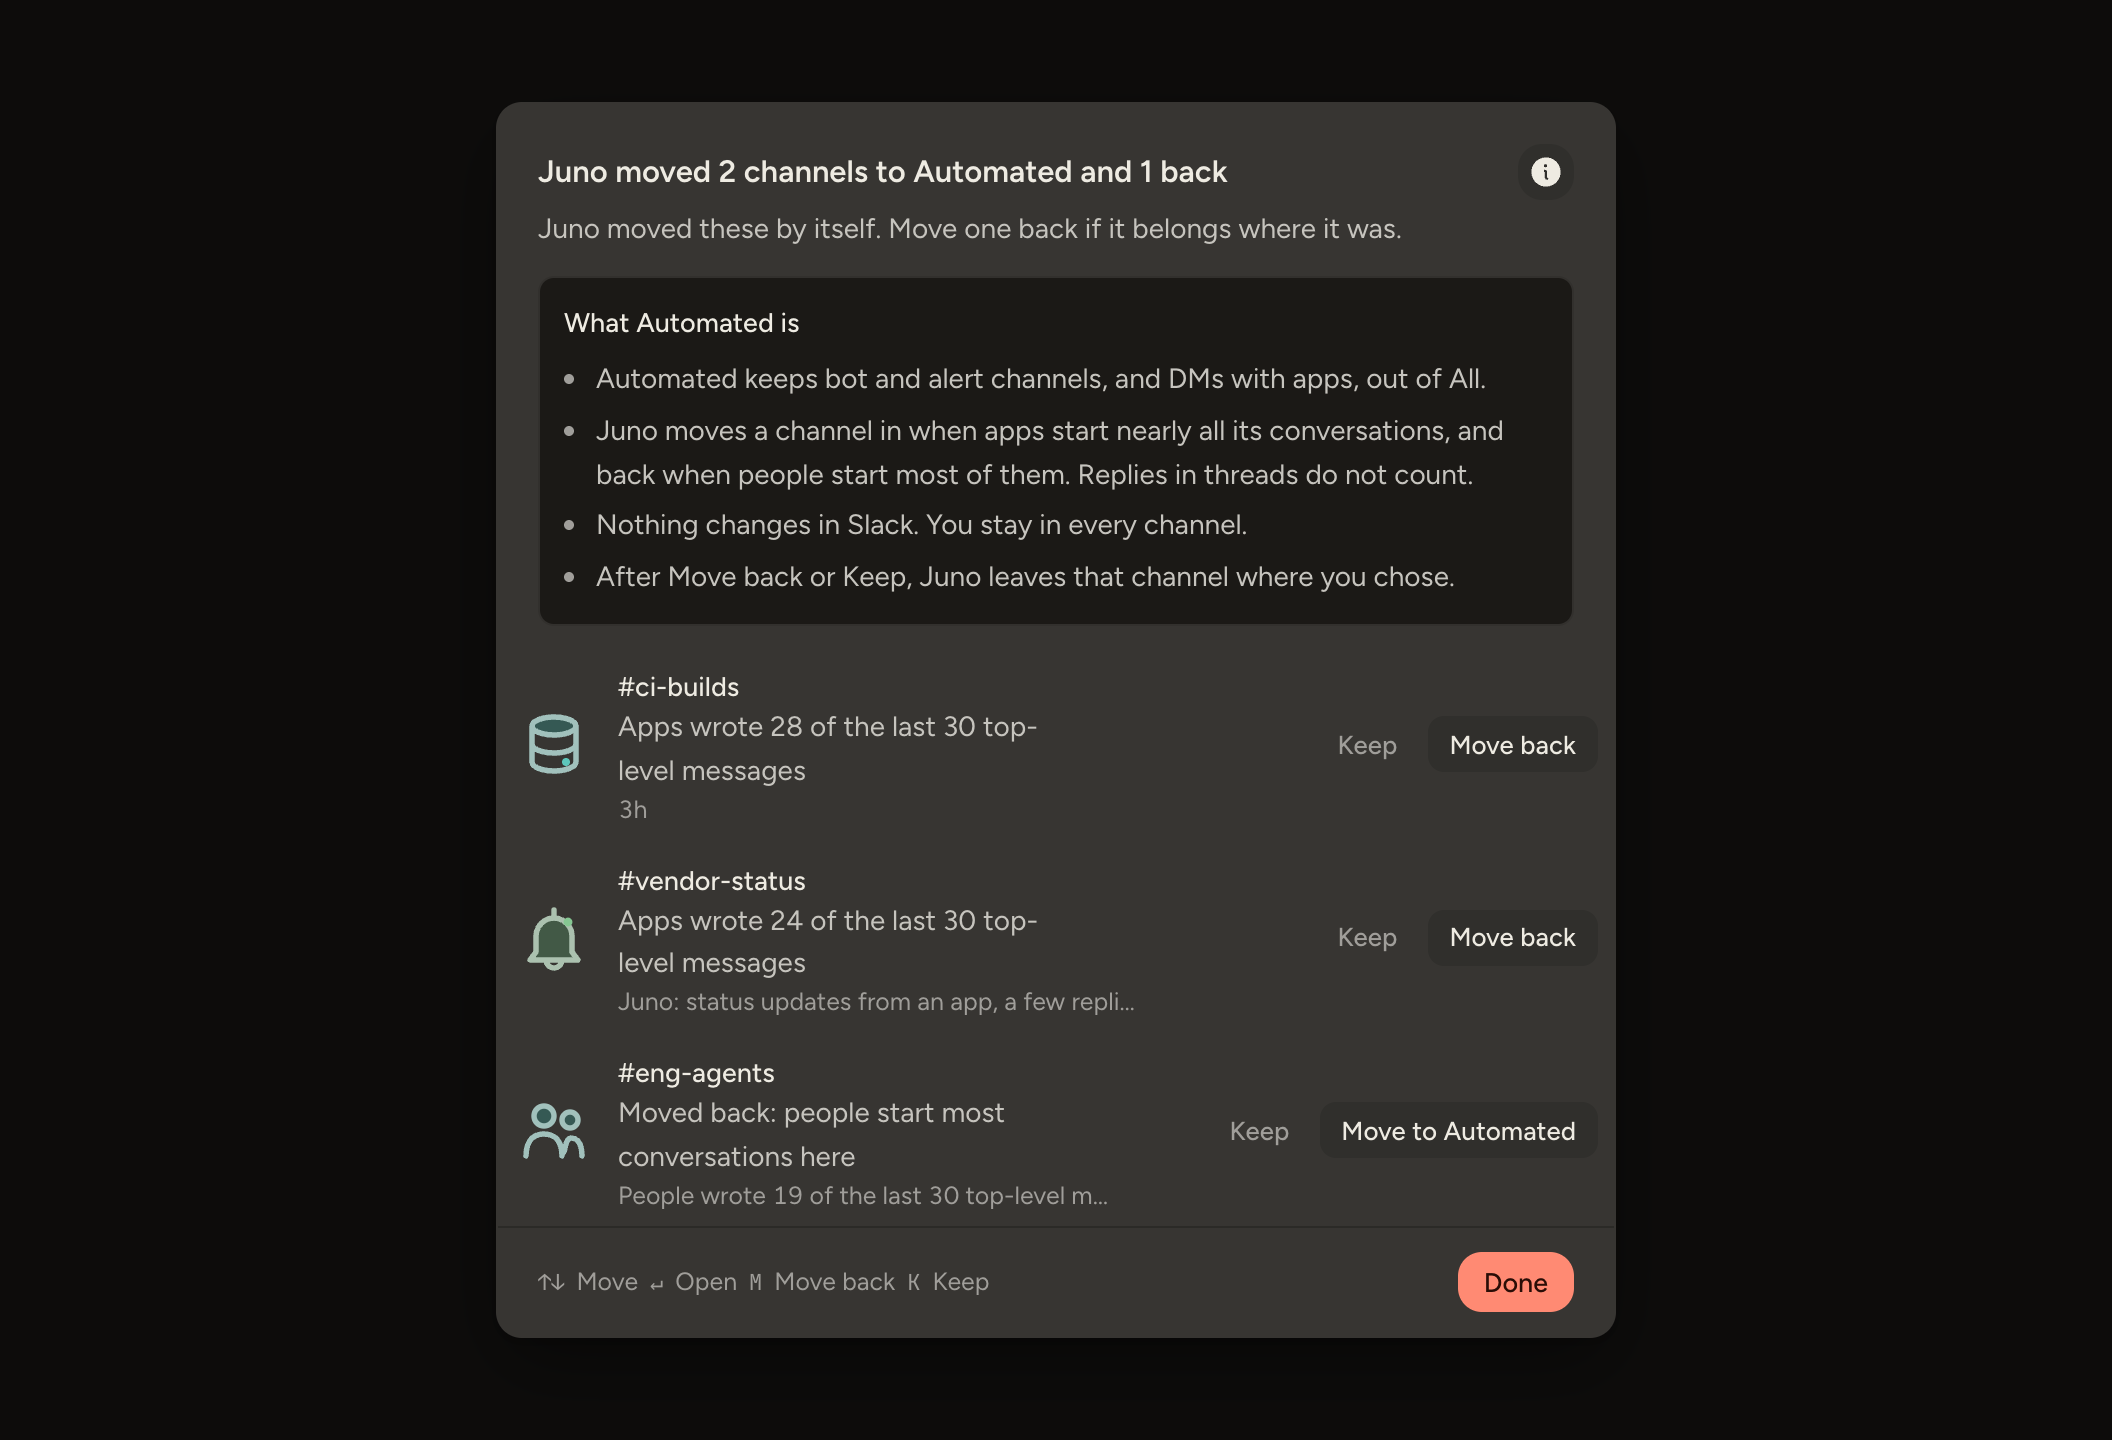 Juno moved 2 channels to Automated and 1 back
Juno moved these by itself. Move one back if it belongs where it was.
What Automated is
• Automated keeps bot and alert channels, and DMs with apps, out of All.
• Juno moves a channel in when apps start nearly all its conversations, and
back when people start most of them. Replies in threads do not count.
• Nothing changes in Slack. You stay in every channel.
• After Move back or Keep, Juno leaves that channel where you chose.
#ci-builds
Apps wrote 28 of the last 30 top-
level messages
3h
Keep Move back
#vendor-status
Apps wrote 24 of the last 30 top-
level messages
Juno: status updates from an app, a few repli...
Keep Move back
#eng-agents
Moved back: people start most
conversations here
People wrote 19 of the last 30 top-level m...
Keep Move to Automated
↑↓ Move ↵ Open M Move back K Keep
Done